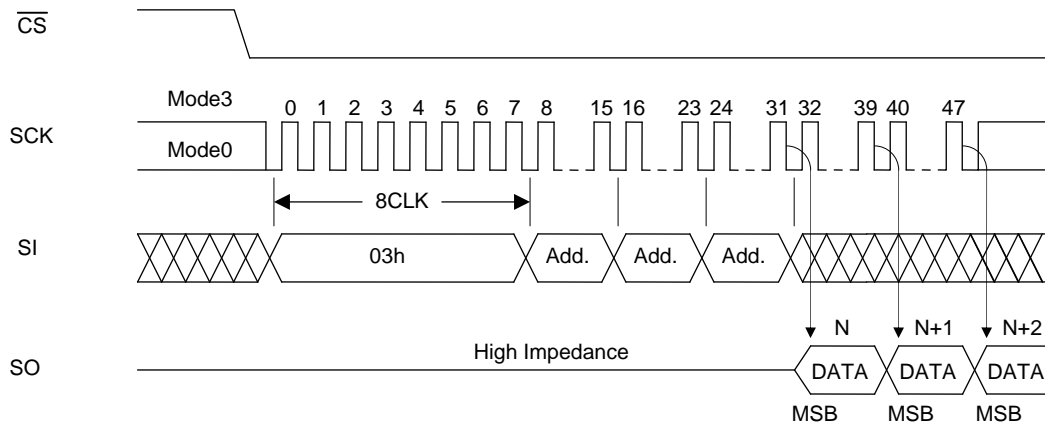 CS
Mode3
0 1 2 3 4 5 6 7 8 15 16 23 24 31 32 39 40 47
SCK
Mode0
8CLK
SI
03h Add. Add. Add.
N N+1 N+2
High Impedance
SO
DATA DATA DATA
MSB MSB MSB